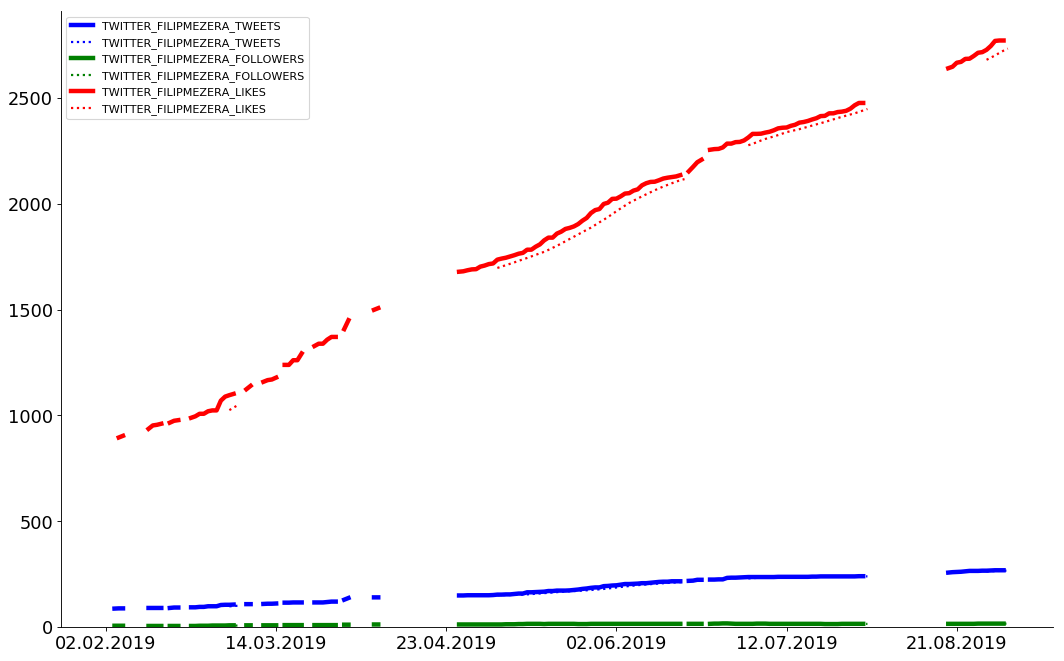 TWITTER_FILIPMEZERA_TWEETS
TWITTER_FILIPMEZERA_TWEETS
TWITTER_FILIPMEZERA_FOLLOWERS
TWITTER_FILIPMEZERA_FOLLOWERS
TWITTER_FILIPMEZERA_LIKES
TWITTER_FILIPMEZERA_LIKES
2500
2000
1500
1000
500
0
02.02.2019 14.03.2019 23.04.2019 02.06.2019 12.07.2019 21.08.2019